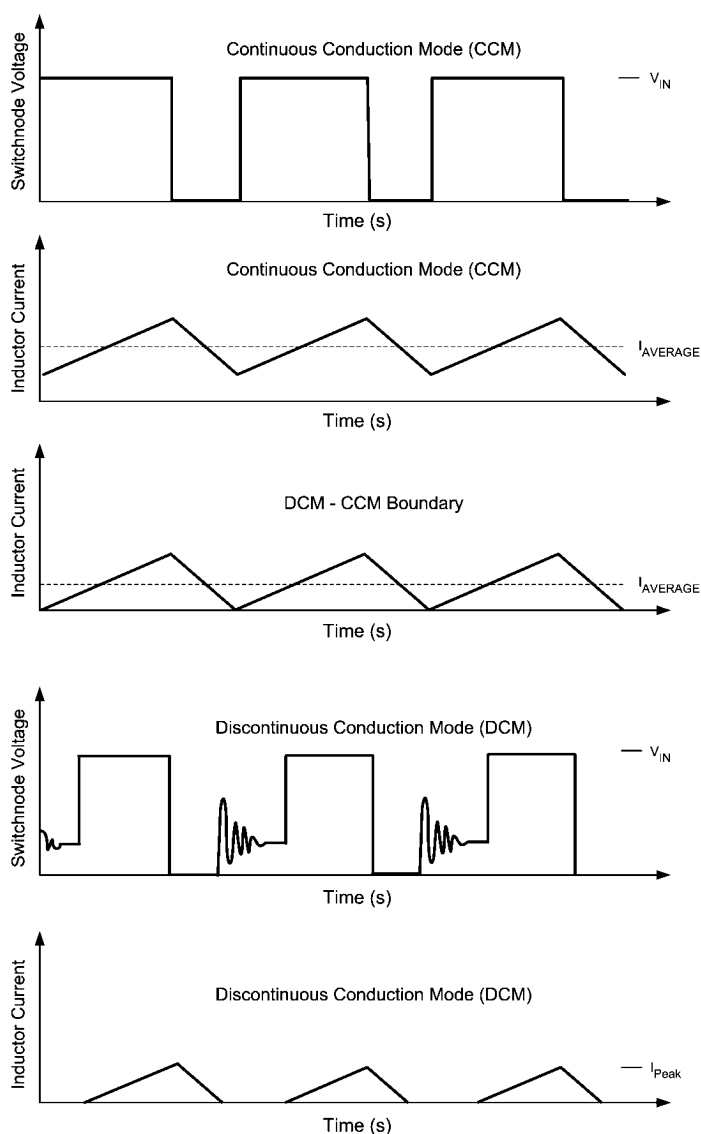 Continuous Conduction Mode (CCM)
Switchnode Voltage
V_IN
Time (s)
Continuous Conduction Mode (CCM)
Inductor Current
I_AVERAGE
Time (s)
DCM - CCM Boundary
Inductor Current
I_AVERAGE
Time (s)
Discontinuous Conduction Mode (DCM)
Switchnode Voltage
V_IN
Time (s)
Discontinuous Conduction Mode (DCM)
Inductor Current
I_Peak
Time (s)